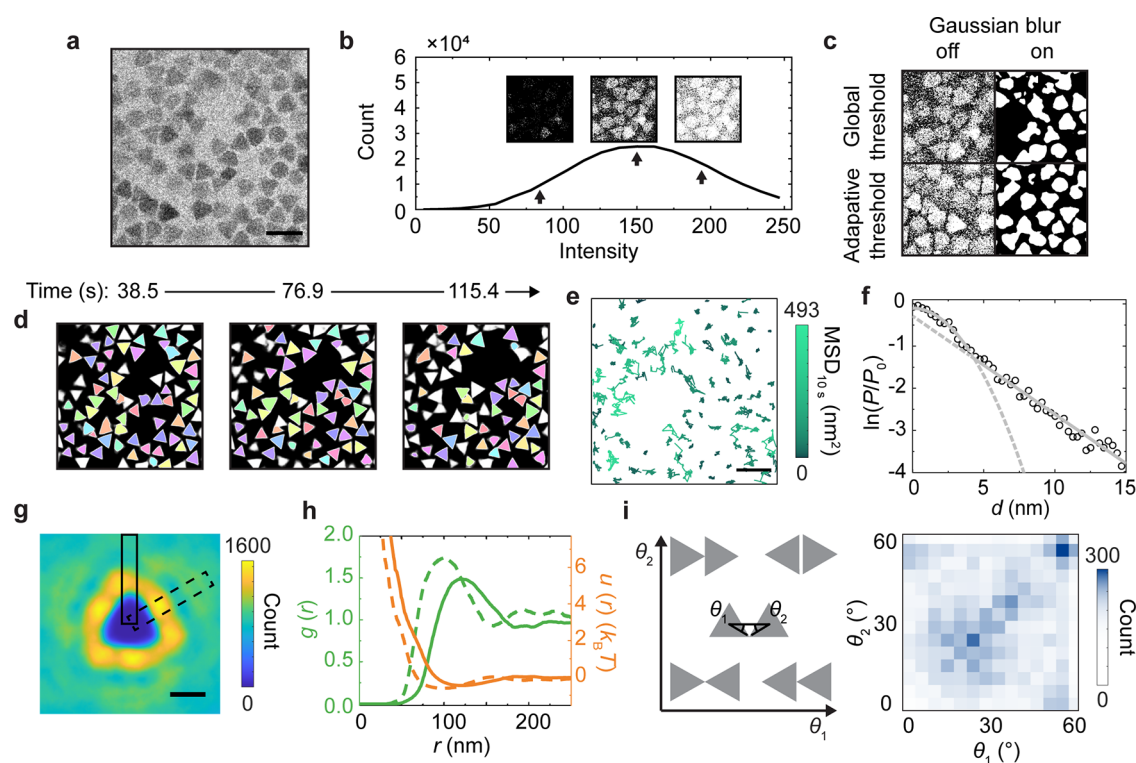 a
b
×10⁴
6
5
4
3
2
1
0
Count
0
50
100
150
200
250
Intensity
c
Gaussian blur
off
on
Global
threshold
Adapative
threshold
Time (s): 38.5
76.9
115.4
d
e
493
MSD10 s (nm²)
0
f
0
-1
-2
-3
-4
ln(P/P0)
0
5
10
15
d (nm)
g
1600
Count
0
h
2.0
1.5
1.0
0.5
0.0
g (r)
6
4
2
0
u (r) (kBT)
0
100
200
r (nm)
i
θ2
θ1
θ2
θ1
60
30
0
θ2 (°)
0
30
60
θ1 (°)
300
Count
0